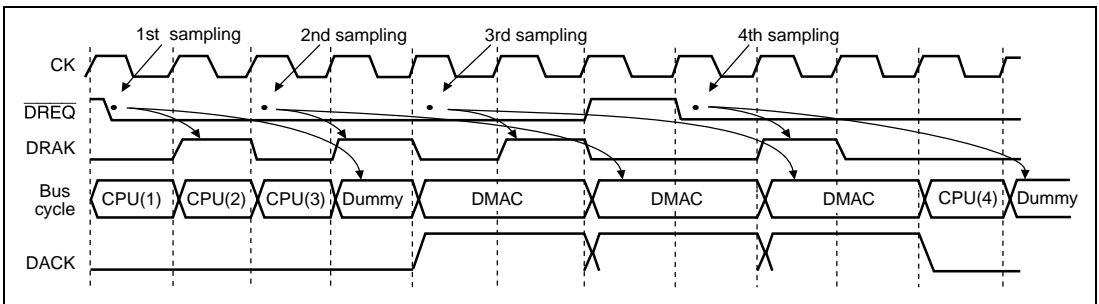 1st sampling 2nd sampling 3rd sampling 4th sampling
CK
DREQ
DRAK
Bus cycle CPU(1) CPU(2) CPU(3) Dummy DMAC DMAC DMAC CPU(4) Dummy
DACK